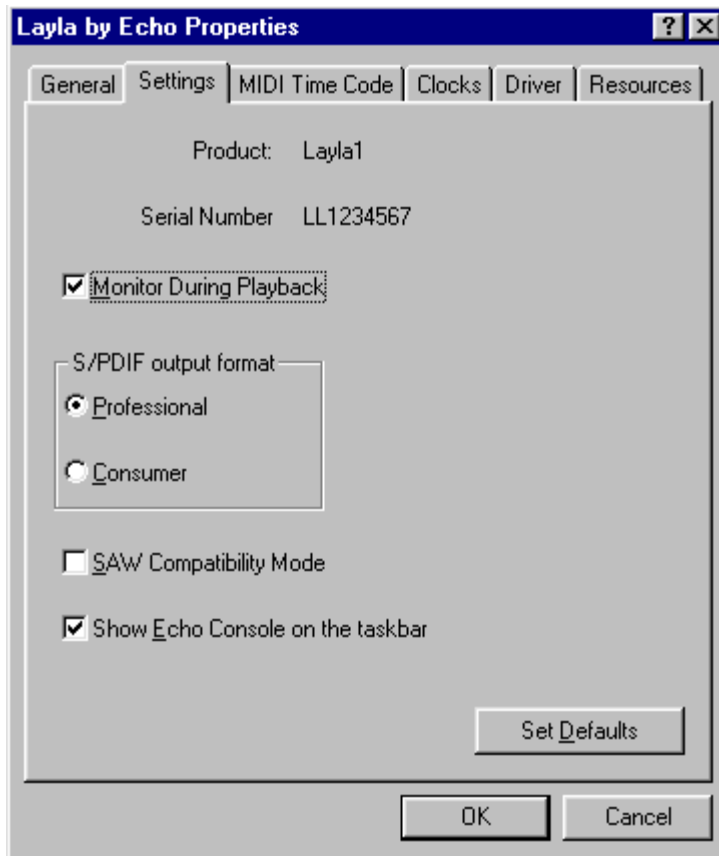 Layla by Echo Properties
General Settings MIDI Time Code Clocks Driver Resources
Product: Layla1
Serial Number LL1234567
Monitor During Playback
S/PDIF output format
Professional
Consumer
SAW Compatibility Mode
Show Echo Console on the taskbar
Set Defaults
OK Cancel